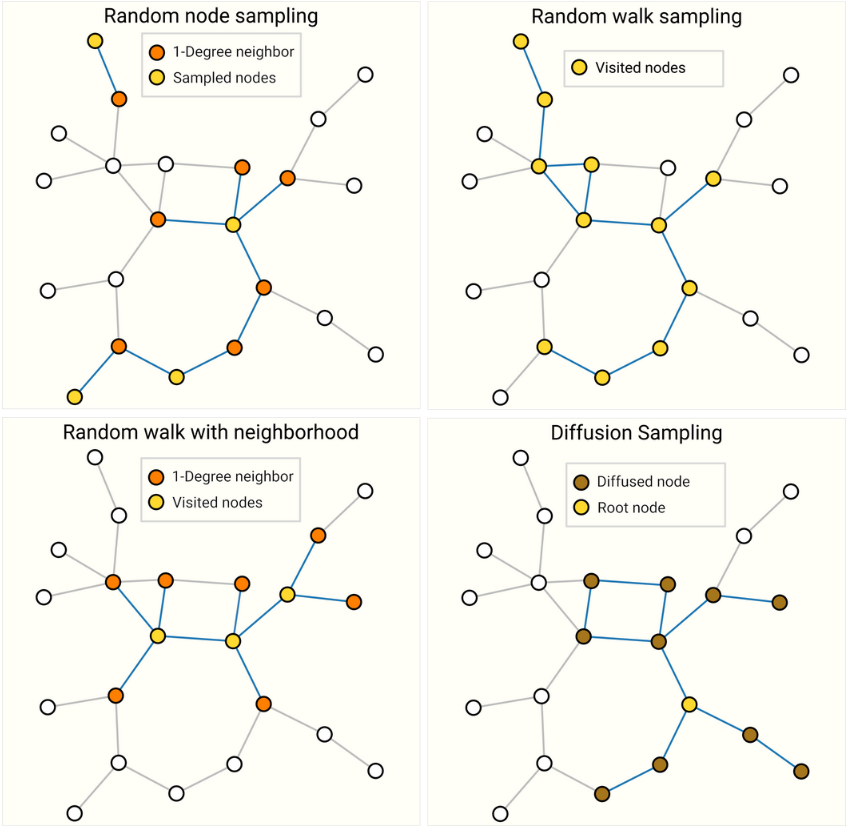 Random node sampling
1-Degree neighbor
Sampled nodes
Random walk sampling
Visited nodes
Random walk with neighborhood
1-Degree neighbor
Visited nodes
Diffusion Sampling
Diffused node
Root node